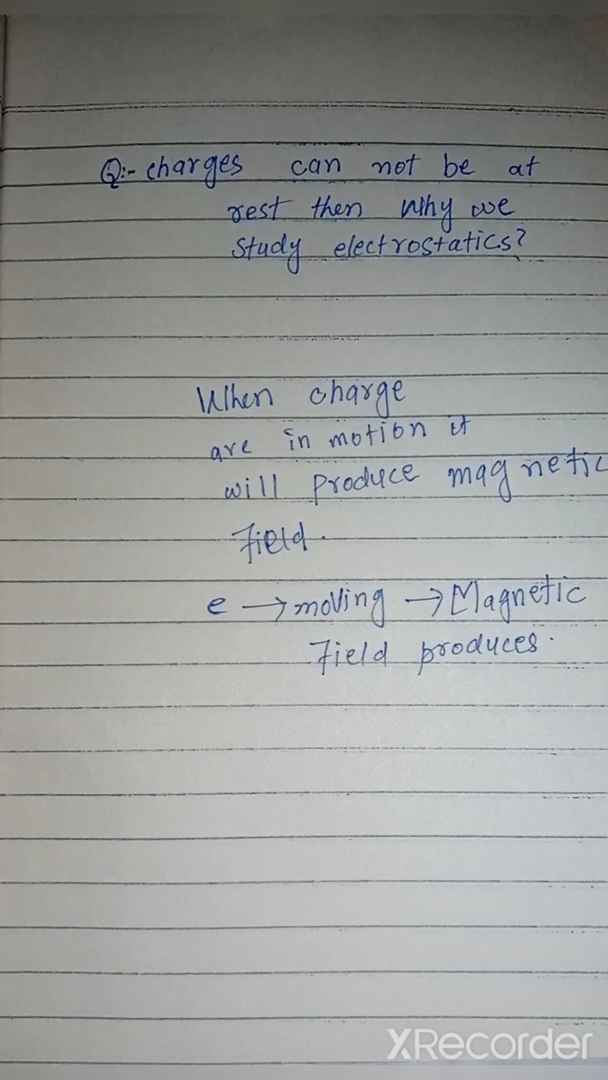 Q:- charges can not be at
rest then why we
study electrostatics?
When charge
are in motion it
will produce magnetic
field.
e → moving → Magnetic
field produces.
XRecorder